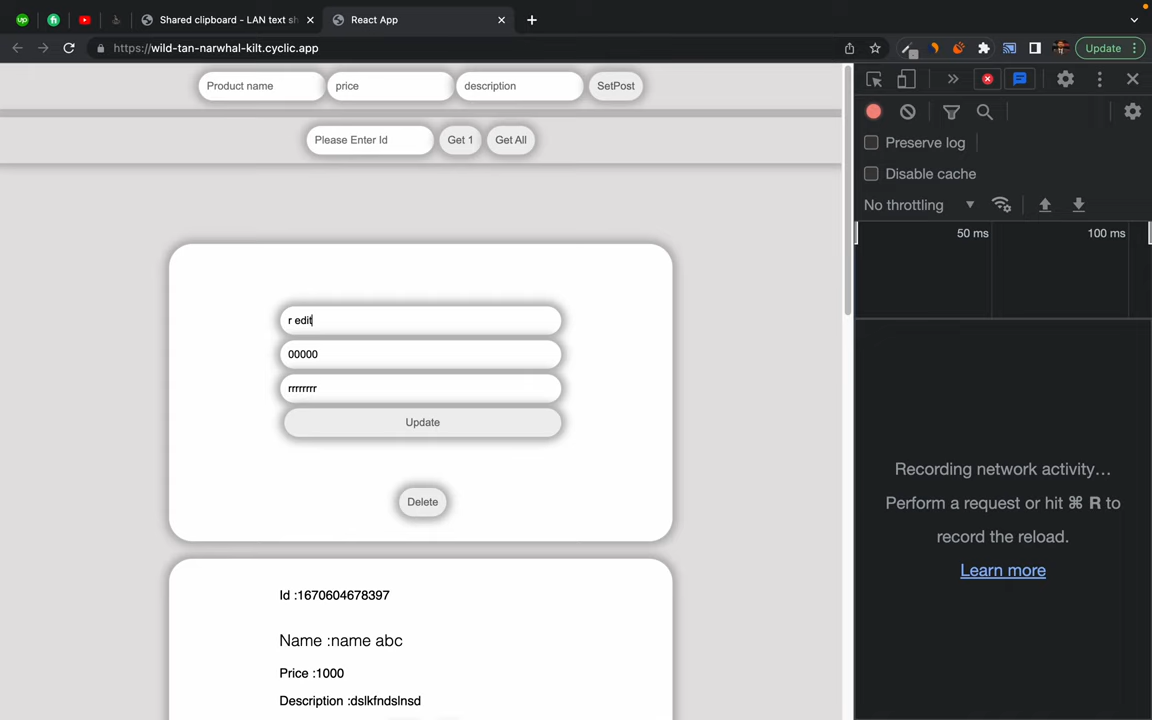 Shared clipboard - LAN text sh
React App
https://wild-tan-narwhal-kilt.cyclic.app
Update
Product name
price
description
SetPost
Please Enter Id
Get 1
Get All
r edit
00000
rrrrrrrr
Update
Delete
Id :1670604678397
Name :name abc
Price :1000
Description :dslkfndslnsd
Preserve log
Disable cache
No throttling
50 ms
100 ms
Recording network activity…
Perform a request or hit ⌘ R to
record the reload.
Learn more